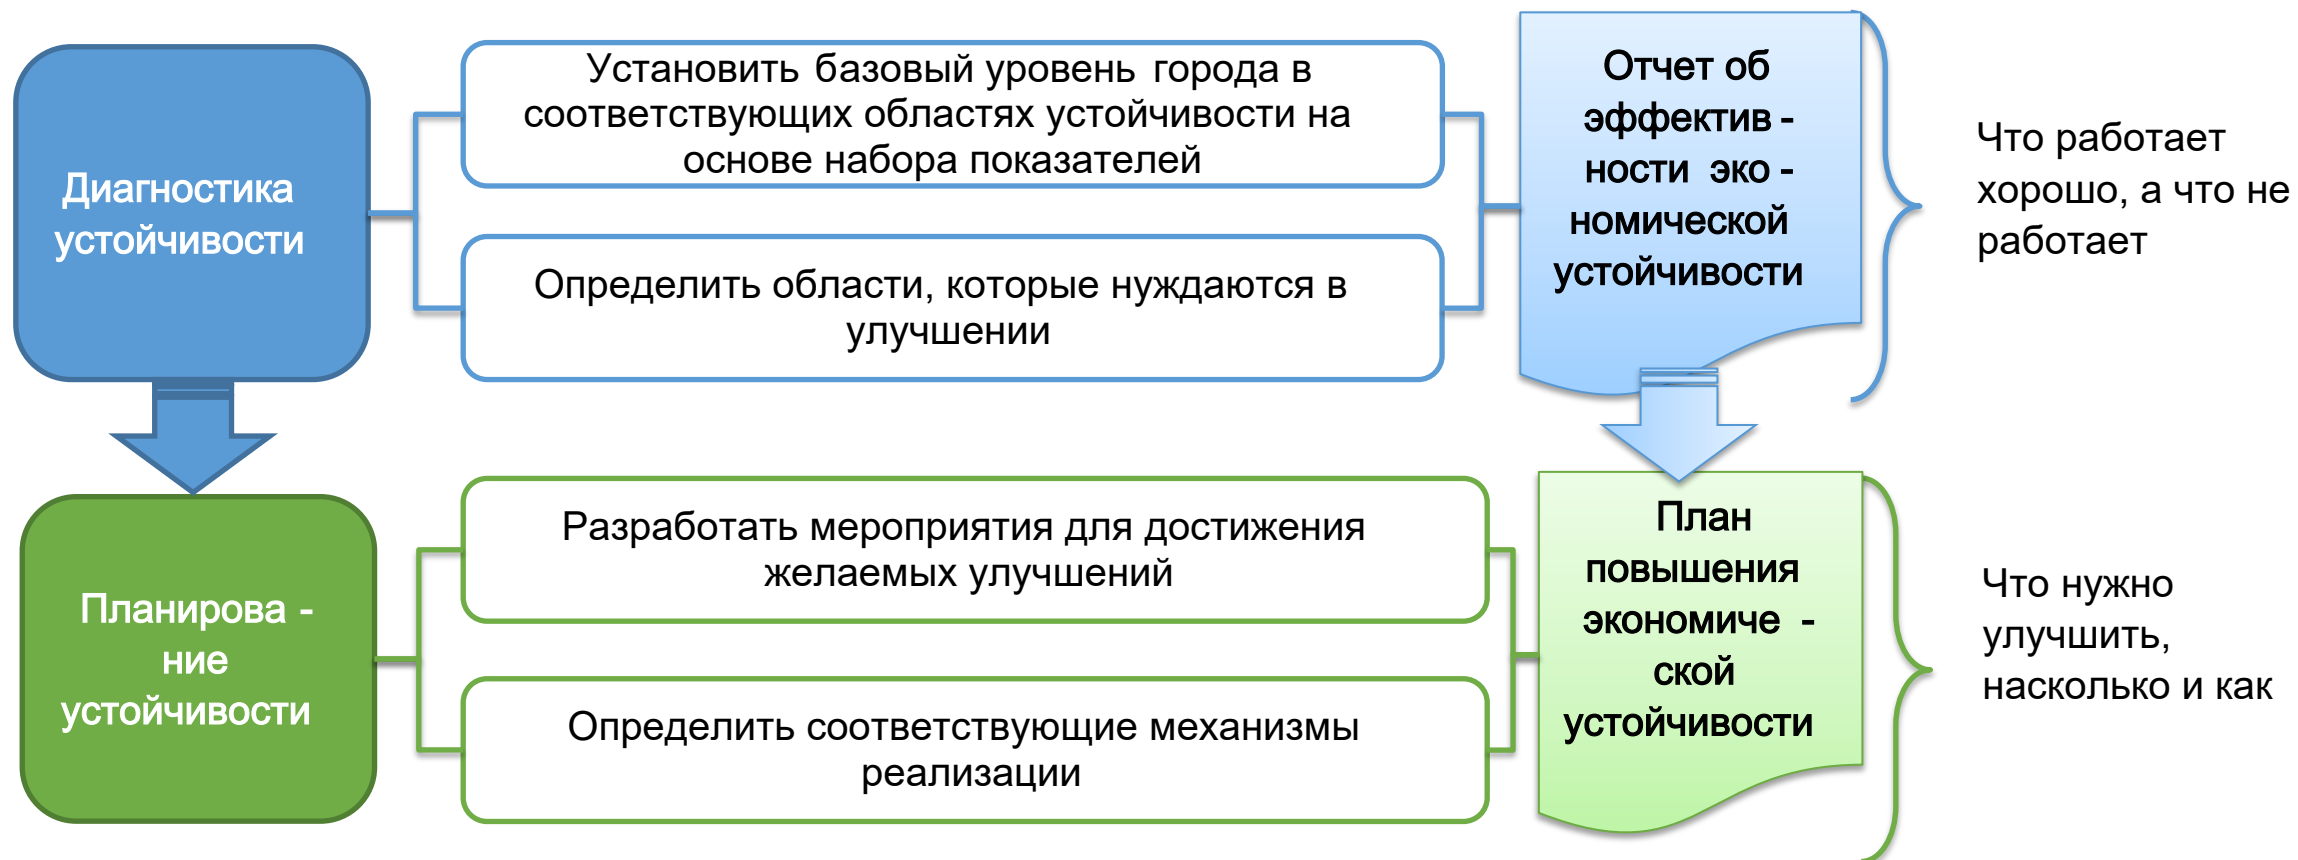 Диагностика
устойчивости
Установить базовый уровень города в
соответствующих областях устойчивости на
основе набора показателей
Определить области, которые нуждаются в
улучшении
Отчет об
эффектив -
ности эко -
номической
устойчивости
Что работает
хорошо, а что не
работает
Планирова -
ние
устойчивости
Разработать мероприятия для достижения
желаемых улучшений
Определить соответствующие механизмы
реализации
План
повышения
экономиче -
ской
устойчивости
Что нужно
улучшить,
насколько и как